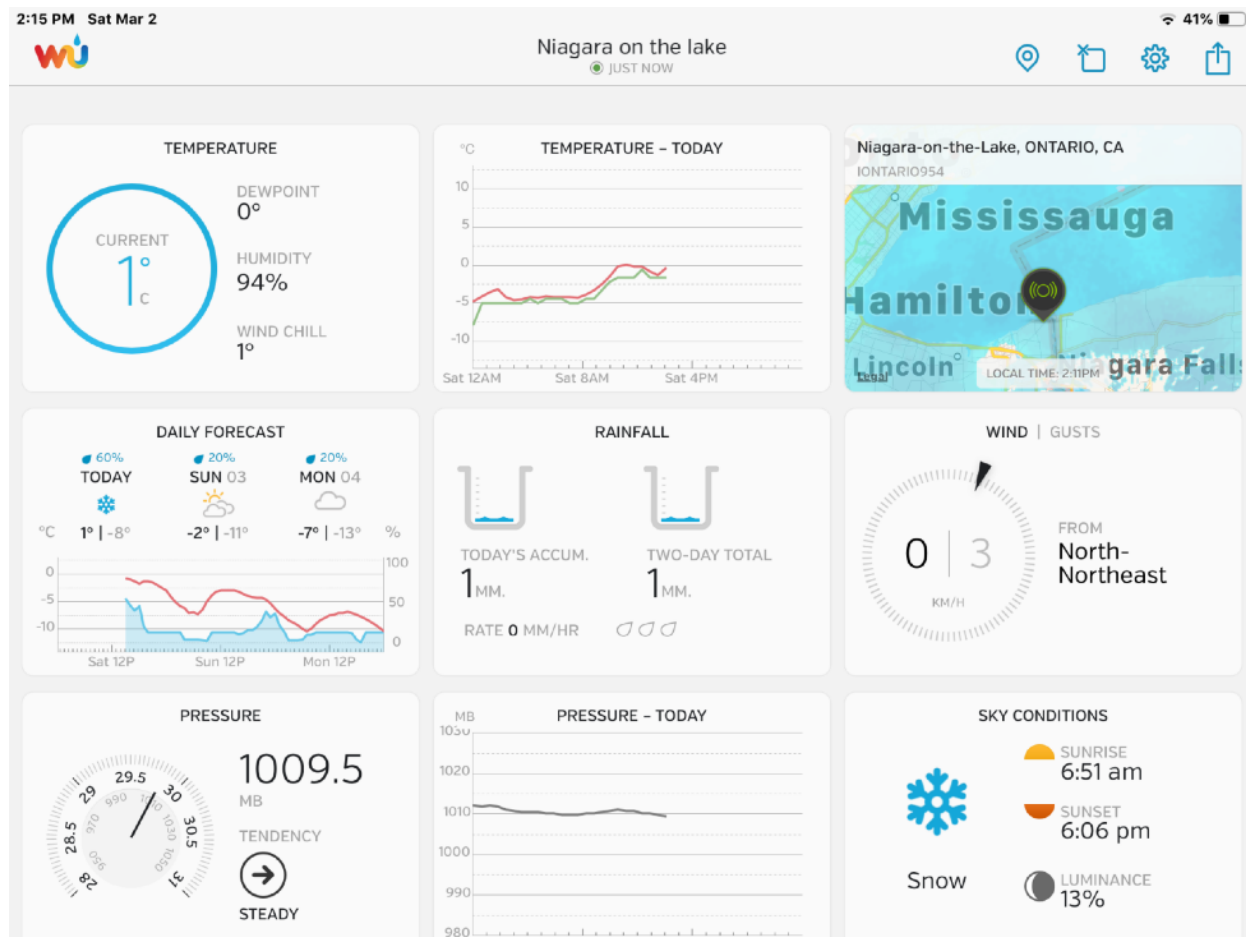 2:15 PM Sat Mar 2
41%
wu
Niagara on the lake
JUST NOW
TEMPERATURE
CURRENT
1°
C
DEWPOINT
0°
HUMIDITY
94%
WIND CHILL
1°
°C TEMPERATURE – TODAY
10
5
0
-5
-10
Sat 12AM Sat 8AM Sat 4PM
Niagara-on-the-Lake, ONTARIO, CA
IONTARIO954
Mississauga
Hamilton
Lincoln Niagara Falls
Legal
LOCAL TIME: 2:11PM
DAILY FORECAST
60% 20% 20%
TODAY SUN 03 MON 04
°C 1° | -8° -2° | -11° -7° | -13° %
0 100
-5 50
-10 0
Sat 12P Sun 12P Mon 12P
RAINFALL
TODAY'S ACCUM. TWO-DAY TOTAL
1 MM. 1 MM.
RATE 0 MM/HR
WIND | GUSTS
0 | 3
KM/H
FROM
North-
Northeast
PRESSURE
28 28.5 29 29.5 30 30.5 31
950 970 990 1010 1030 1050
1009.5
MB
TENDENCY
STEADY
MB PRESSURE – TODAY
1030
1020
1010
1000
990
980
SKY CONDITIONS
Snow
SUNRISE
6:51 am
SUNSET
6:06 pm
LUMINANCE
13%